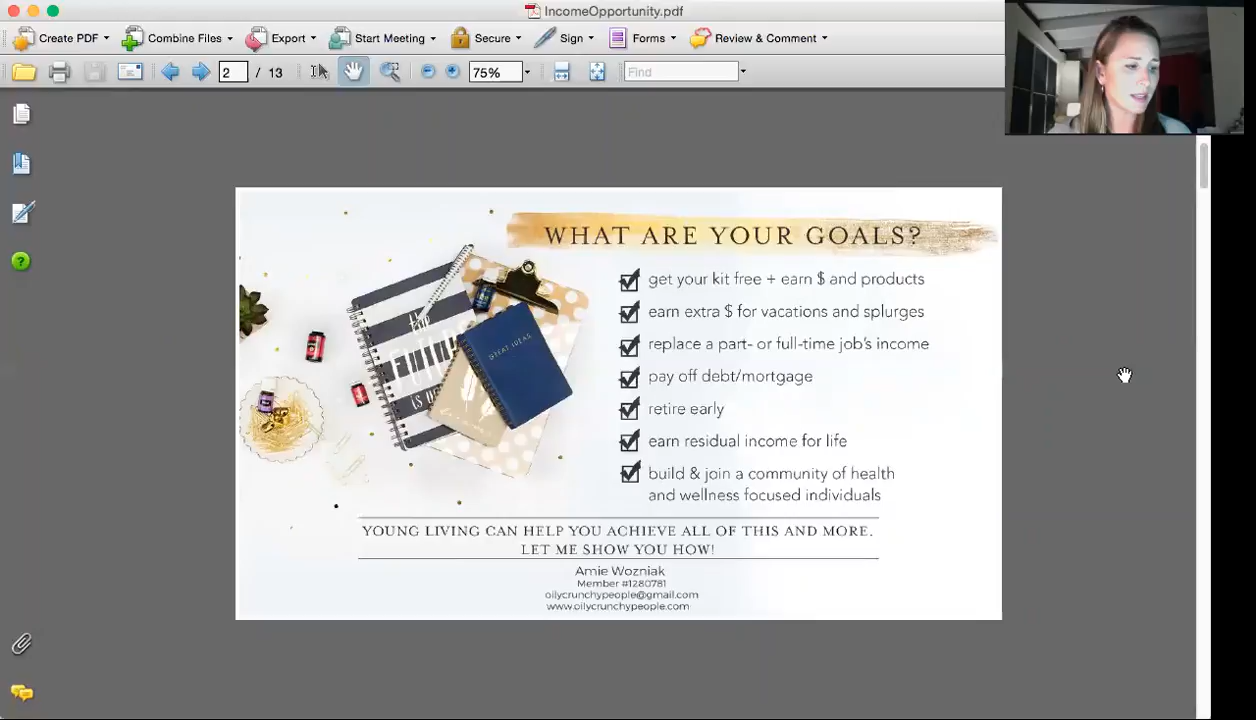 IncomeOpportunity.pdf
Create PDF
Combine Files
Export
Start Meeting
Secure
Sign
Forms
Review & Comment
2 / 13
75%
Find
WHAT ARE YOUR GOALS?
get your kit free + earn $ and products
earn extra $ for vacations and splurges
replace a part- or full-time job's income
pay off debt/mortgage
retire early
earn residual income for life
build & join a community of health
and wellness focused individuals
the
FUTURE
is
GREAT IDEAS
YOUNG LIVING CAN HELP YOU ACHIEVE ALL OF THIS AND MORE.
LET ME SHOW YOU HOW!
Amie Wozniak
Member #1280781
oilycrunchypeople@gmail.com
www.oilycrunchypeople.com